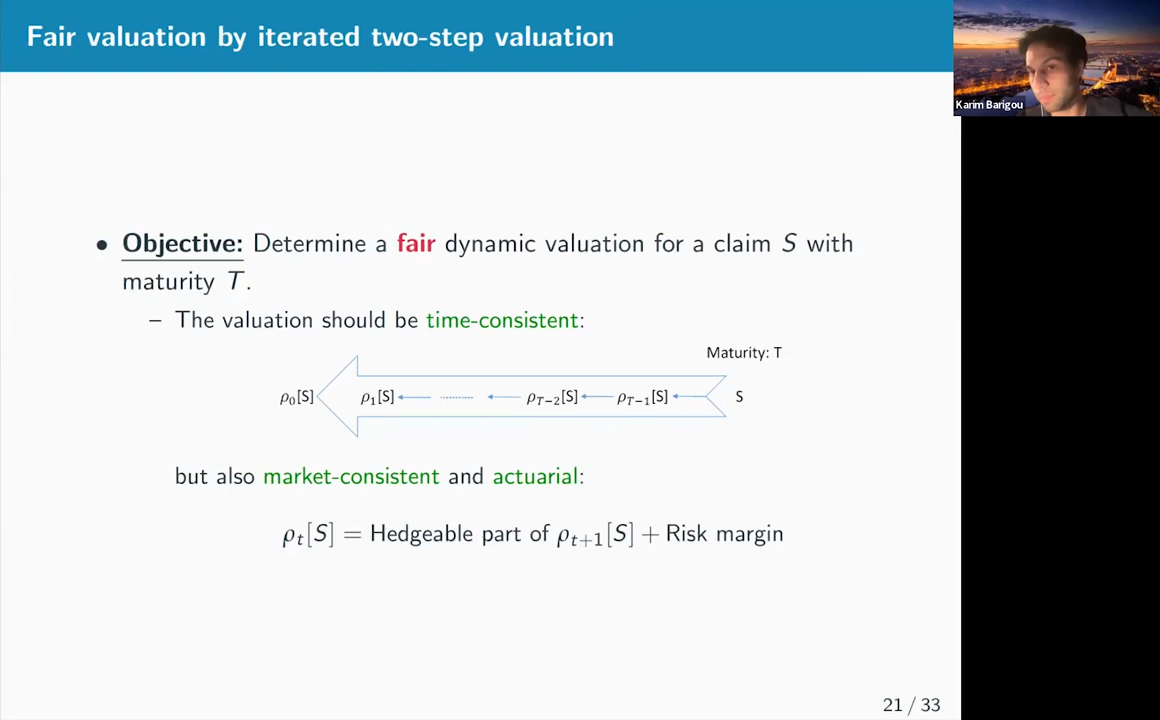 Fair valuation by iterated two-step valuation
Karim Barigou
• Objective: Determine a fair dynamic valuation for a claim S with
maturity T.
– The valuation should be time-consistent:
Maturity: T
ρ₀[S] ρ₁[S] ρ_{T−2}[S] ρ_{T−1}[S] S
but also market-consistent and actuarial:
ρₜ[S] = Hedgeable part of ρₜ₊₁[S] + Risk margin
21 / 33